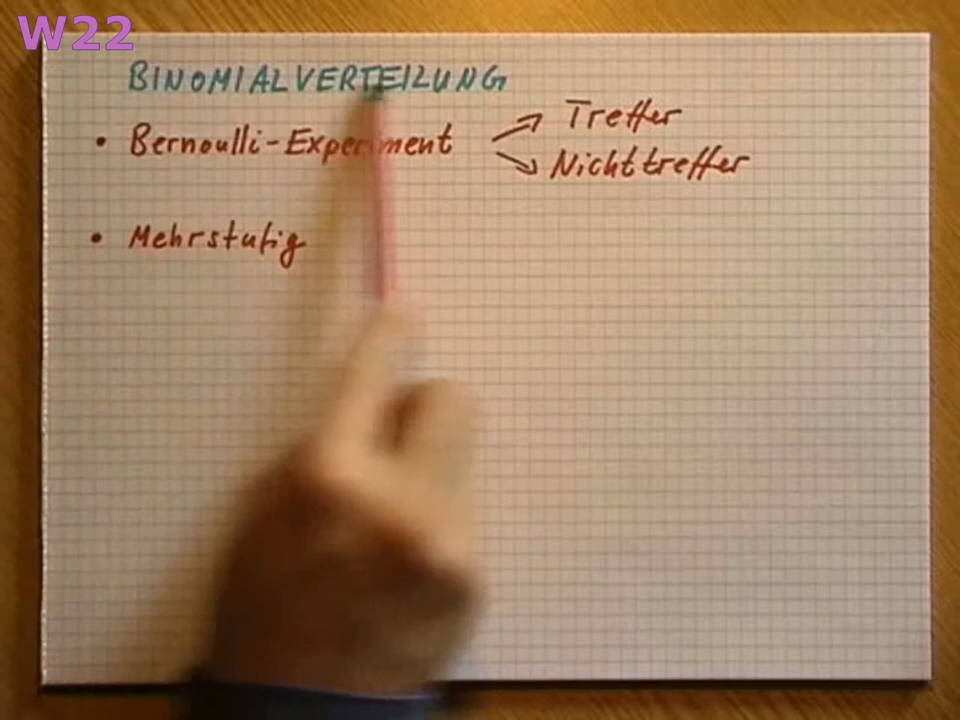 W22
BINOMIALVERTEILUNG
• Bernoulli-Experiment
Treffer
Nichttreffer
• Mehrstufig